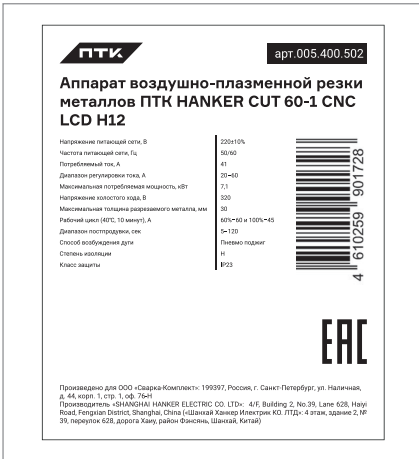 ПТК
арт.005.400.502
Аппарат воздушно-плазменной резки
металлов ПТК HANKER CUT 60-1 CNC
LCD H12
Напряжение питающей сети, В 220±10%
Частота питающей сети, Гц 50/60
Потребляемый ток, А 41
Диапазон регулировки тока, А 20–60
Максимальная потребляемая мощность, кВт 7,1
Напряжение холостого хода, В 320
Максимальная толщина разрезаемого металла, мм 30
Рабочий цикл (40℃, 10 минут), А 60%–60 и 100%–45
Диапазон постпродувки, сек 5–120
Способ возбуждения дуги Пневмо поджиг
Степень изоляции H
Класс защиты IP23
4 610259 901728
EAC
Произведено для ООО «Сварка-Комплект»: 199397, Россия, г. Санкт-Петербург, ул. Наличная,
д. 44, корп. 1, стр. 1, оф. 76-Н
Производитель «SHANGHAI HANKER ELECTRIC CO. LTD»: 4/F, Building 2, No.39, Lane 628, Haiyi
Road, Fengxian District, Shanghai, China («Шанхай Ханкер Илектрик КО. ЛТД»: 4 этаж, здание 2, №
39, переулок 628, дорога Хаиу, район Фэнсянь, Шанхай, Китай)